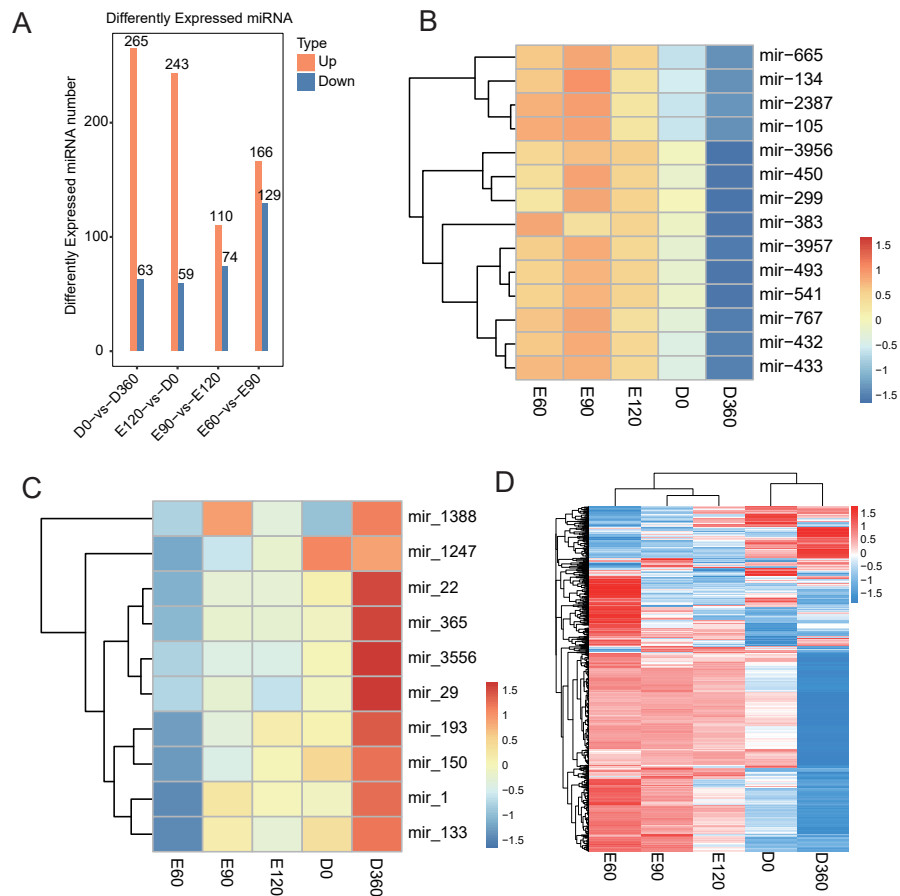 A
Differently Expressed miRNA
Differently Expressed miRNA number
0
100
200
265
63
243
59
110
74
166
129
D0-vs-D360
E120-vs-D0
E90-vs-E120
E60-vs-E90
Type
Up
Down
B
mir-665
mir-134
mir-2387
mir-105
mir-3956
mir-450
mir-299
mir-383
mir-3957
mir-493
mir-541
mir-767
mir-432
mir-433
E60
E90
E120
D0
D360
1.5
1
0.5
0
-0.5
-1
-1.5
C
mir_1388
mir_1247
mir_22
mir_365
mir_3556
mir_29
mir_193
mir_150
mir_1
mir_133
E60
E90
E120
D0
D360
1.5
1
0.5
0
-0.5
-1
-1.5
D
E60
E90
E120
D0
D360
1.5
1
0.5
0
-0.5
-1
-1.5